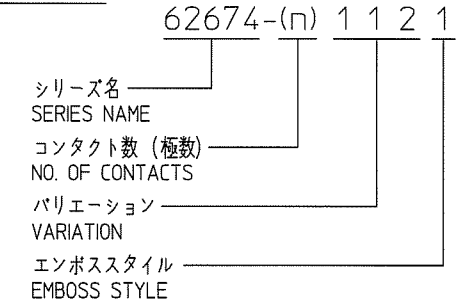 62674-(n) 1 1 2 1
シリーズ名
SERIES NAME
コンタクト数 (極数)
NO. OF CONTACTS
バリエーション
VARIATION
エンボススタイル
EMBOSS STYLE